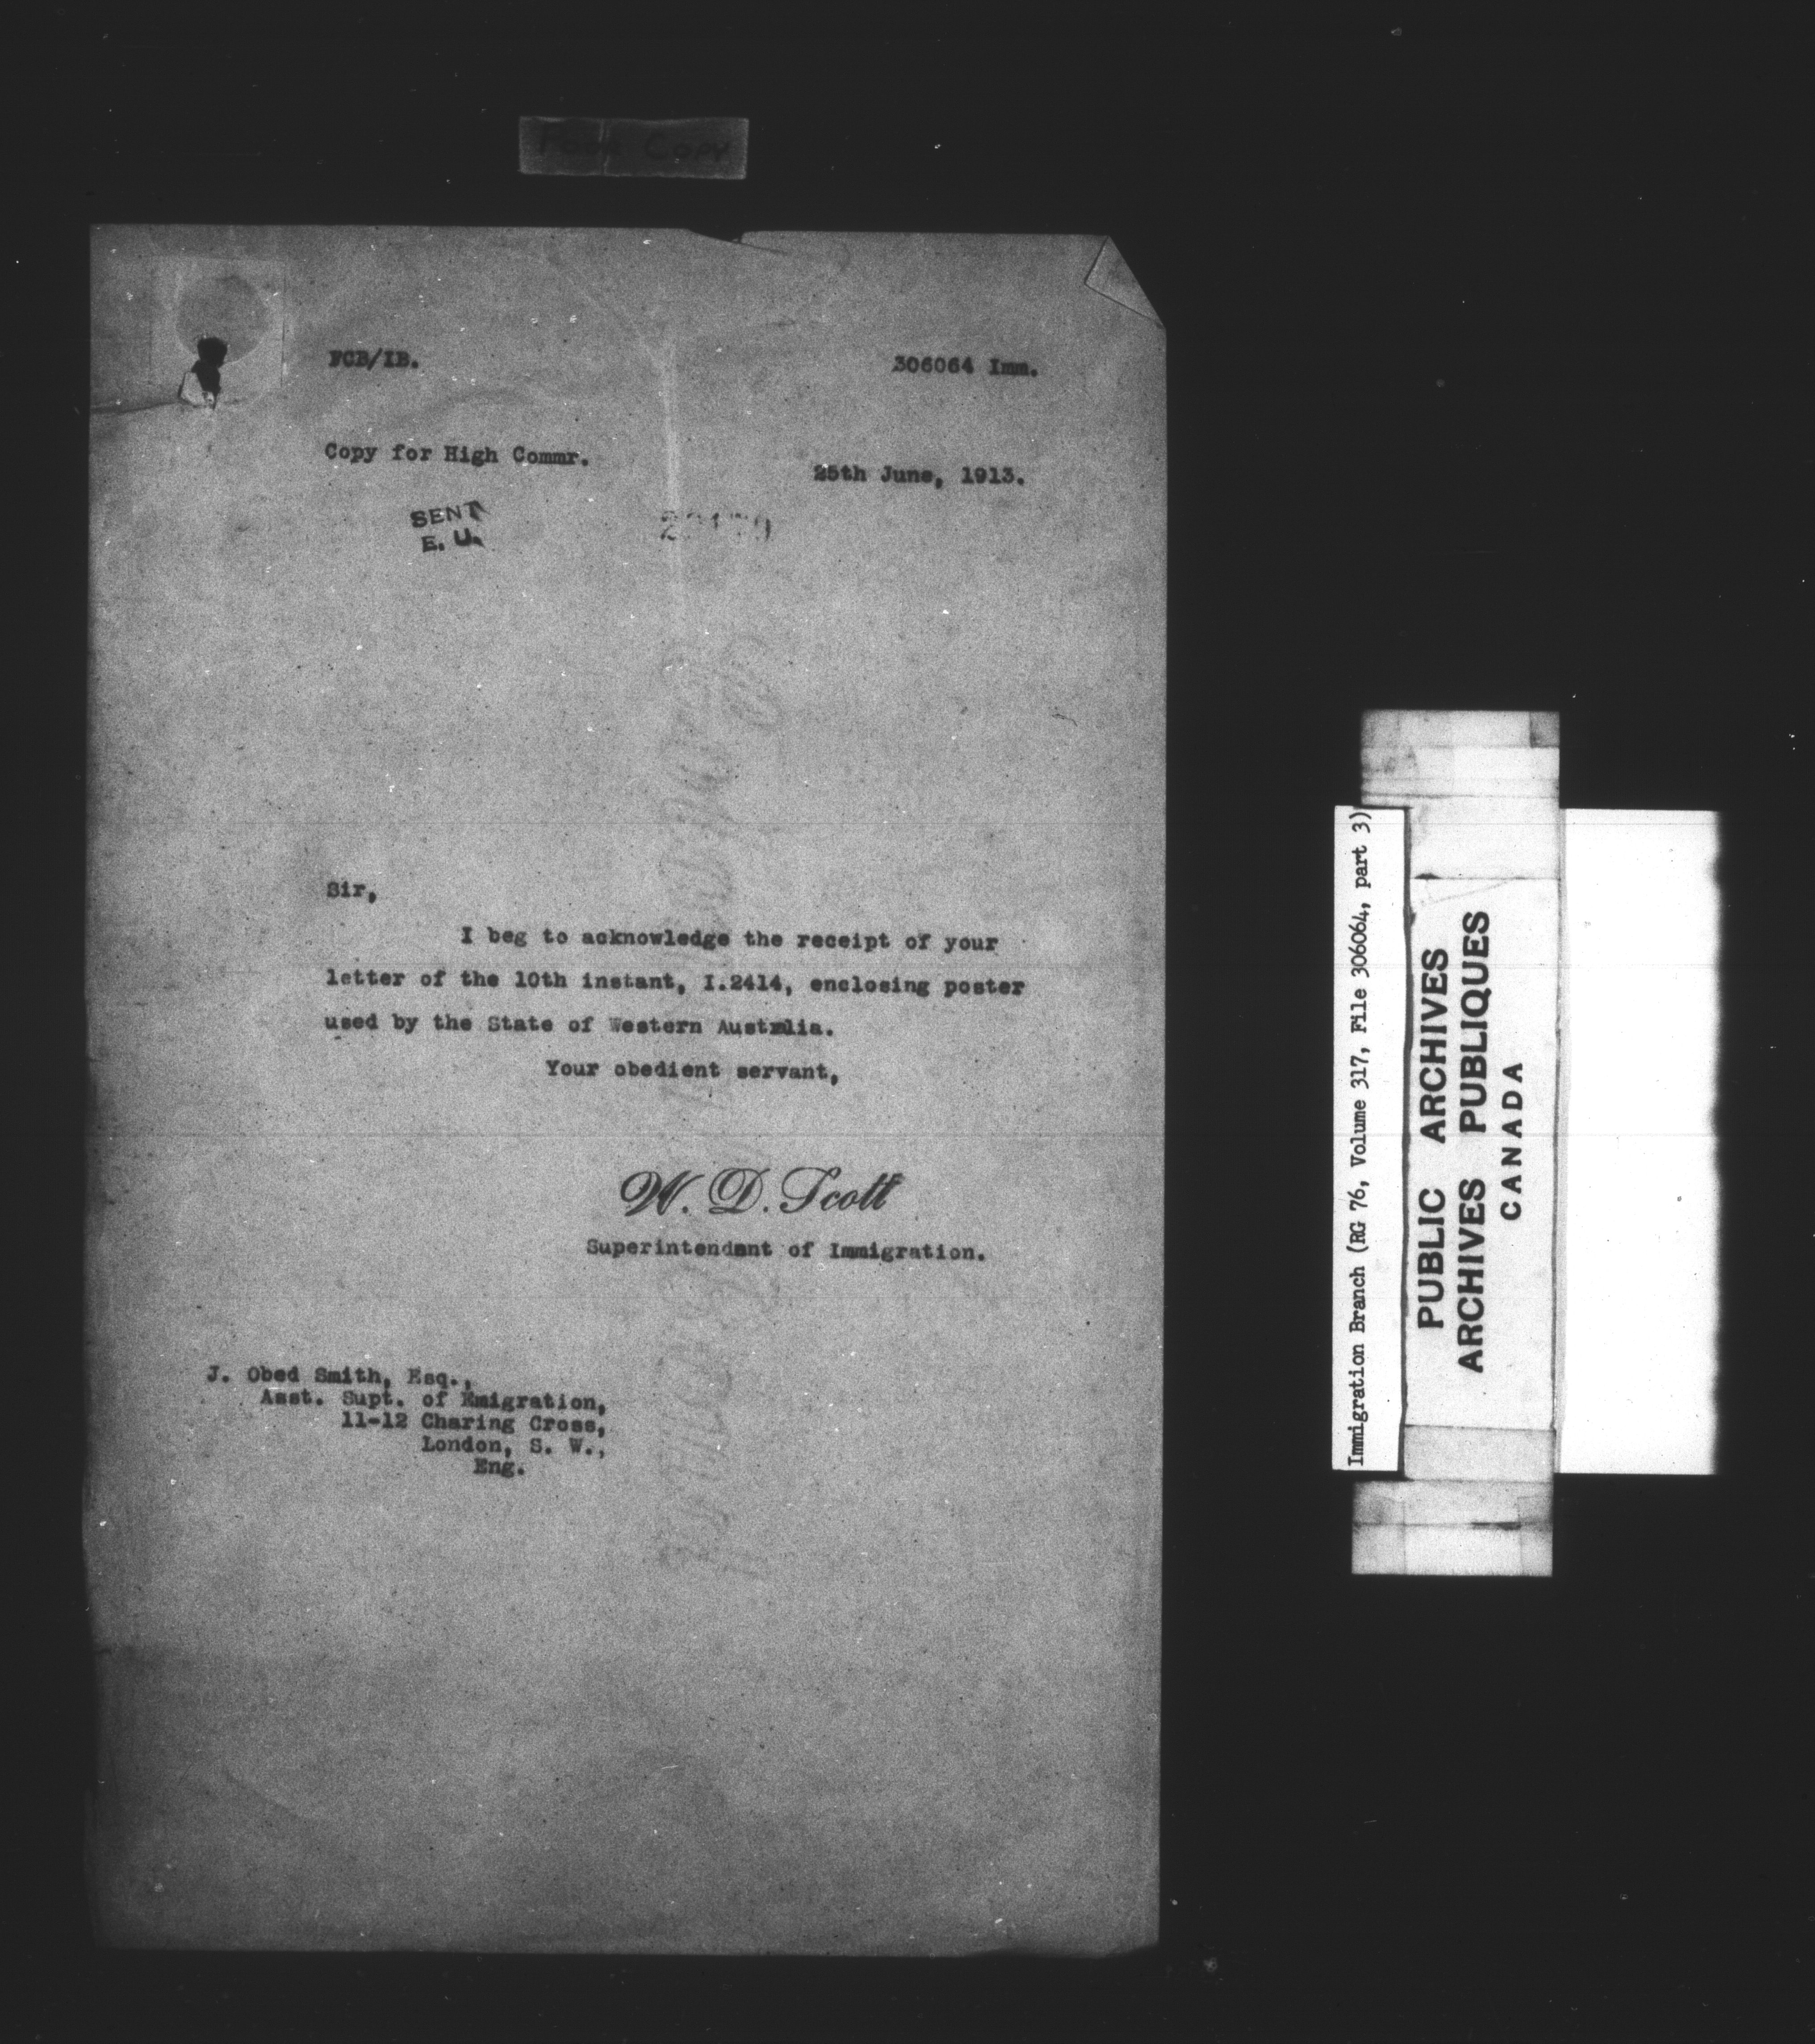 Copy
FCB/IB.
306064 Imm.
Copy for High Commr.
25th June, 1913.
SENT
E. U.
Sir,
I beg to acknowledge the receipt of your
letter of the 10th instant, I.2414, enclosing poster
used by the State of Western Australia.
Your obedient servant,
W. D. Scott
Superintendent of Immigration.
J. Obed Smith, Esq.,
Asst. Supt. of Emigration,
11-12 Charing Cross,
London, S. W.,
Eng.
Immigration Branch (RG 76, Volume 317, File 306064, part 3)
PUBLIC ARCHIVES
ARCHIVES PUBLIQUES
CANADA